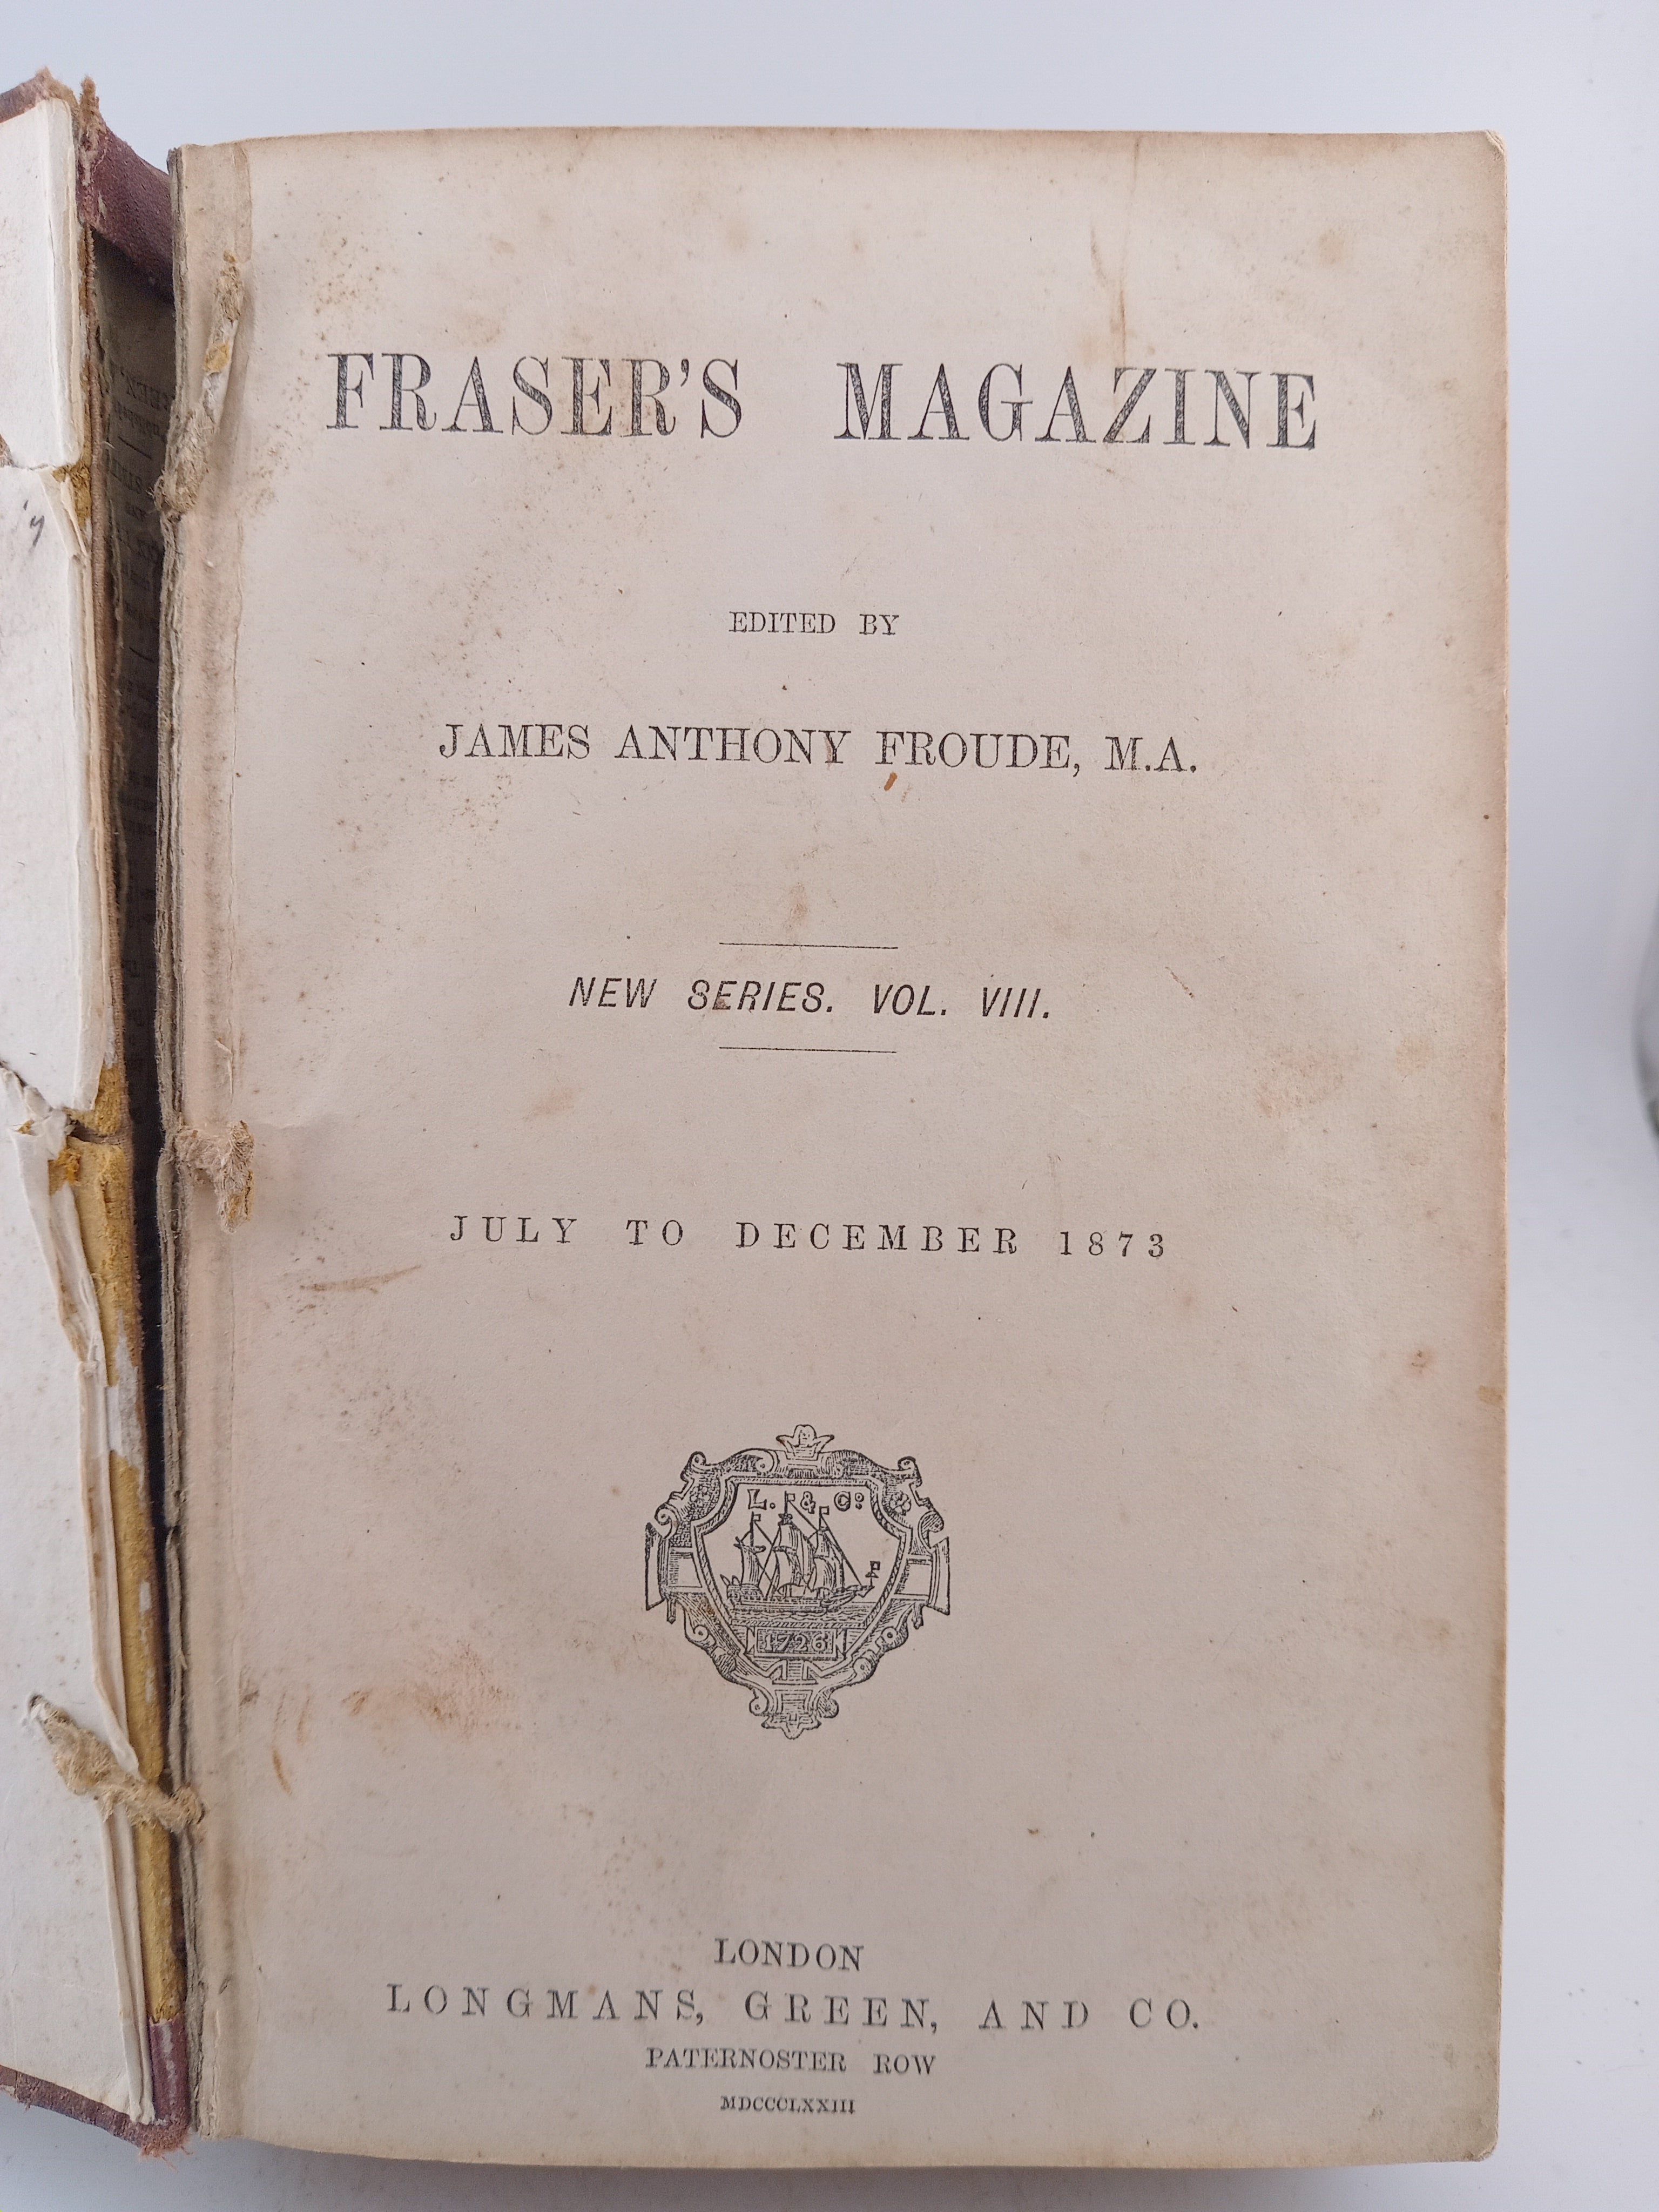 FRASER'S MAGAZINE
EDITED BY
JAMES ANTHONY FROUDE, M.A.
NEW SERIES. VOL. VIII.
JULY TO DECEMBER 1873
L. & Co
1726
LONDON
LONGMANS, GREEN, AND CO.
PATERNOSTER ROW
MDCCCLXXIII